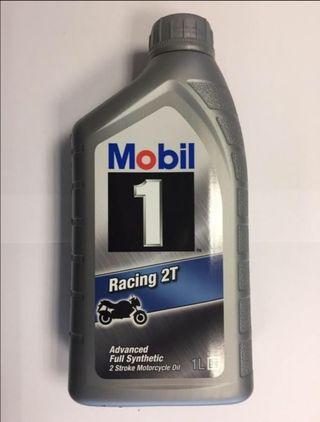 Mobil
1
Racing 2T
Advanced
Full Synthetic
2 Stroke Motorcycle Oil
1L